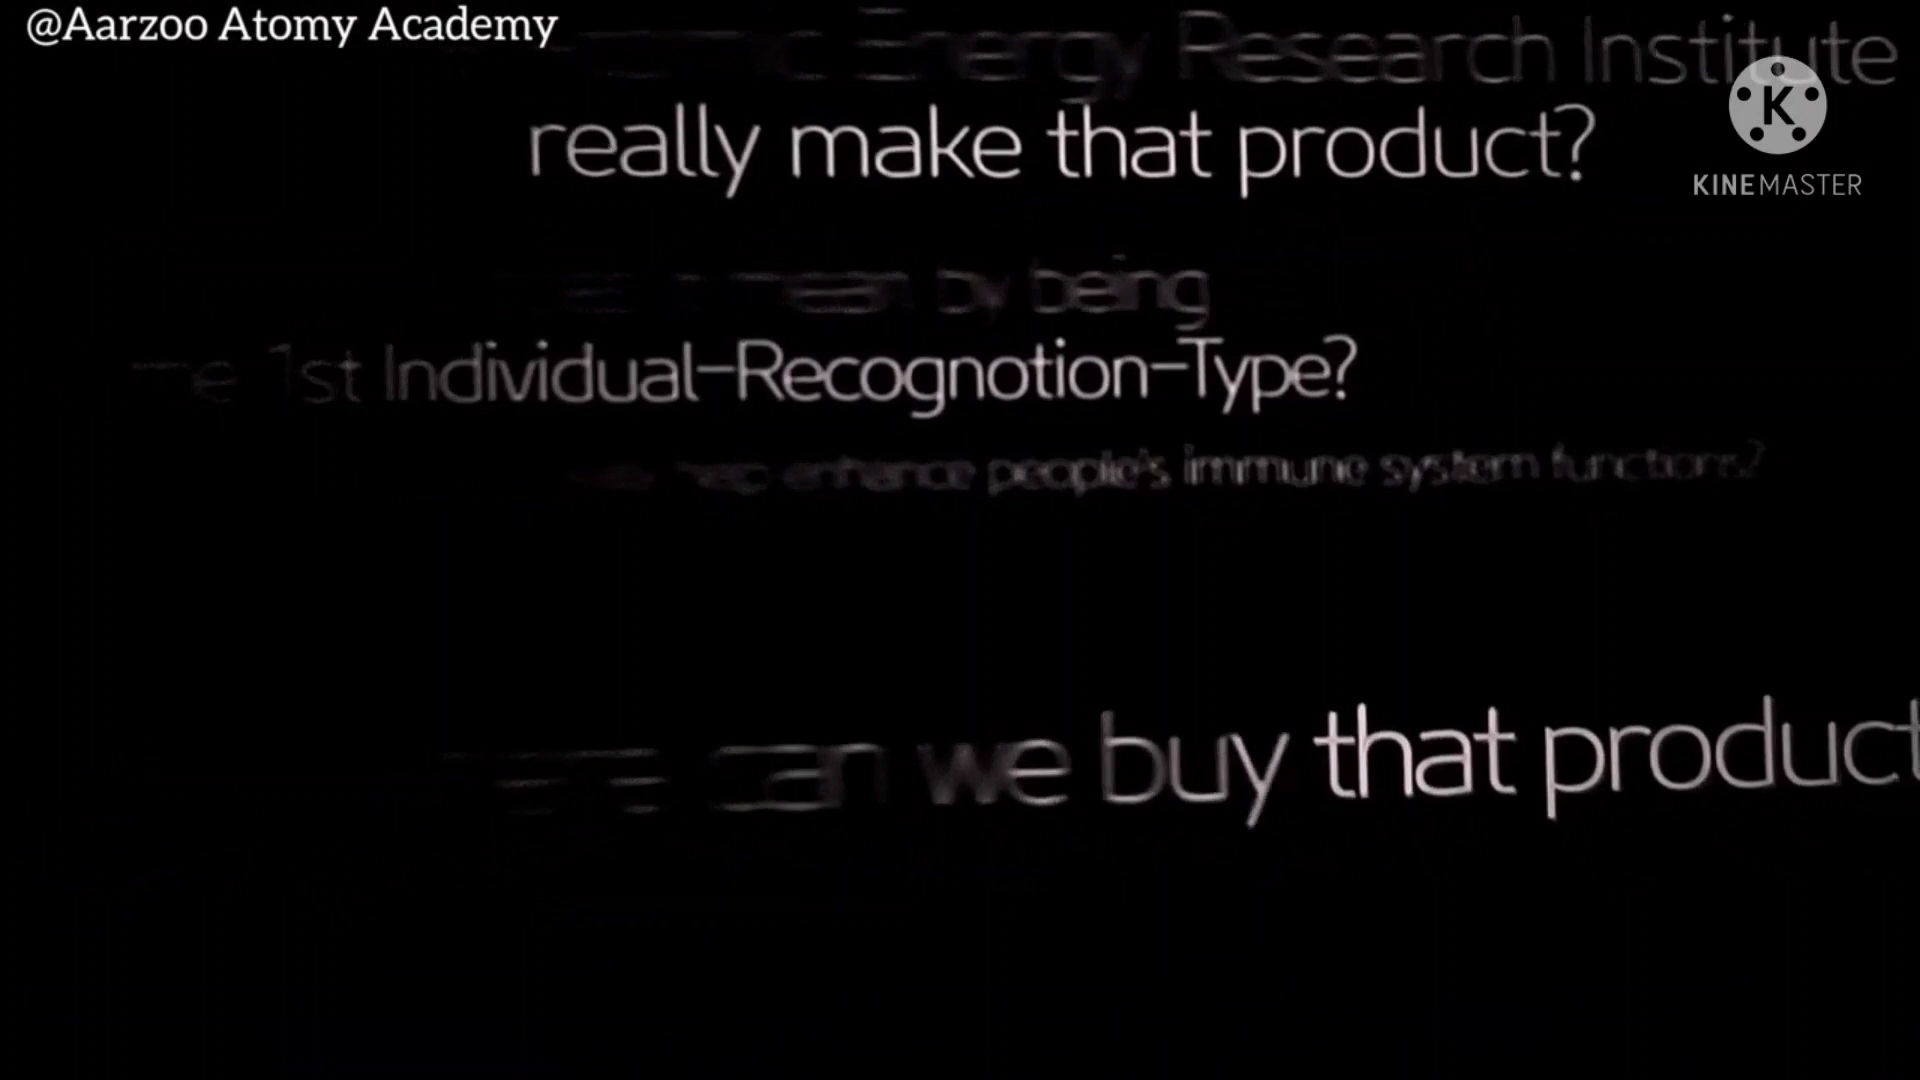 @Aarzoo Atomy Academy
Energy Research Institute
really make that product?
by being
1st Individual-Recognotion-Type?
enhance people's immune system functions?
can we buy that product
K
KINEMASTER